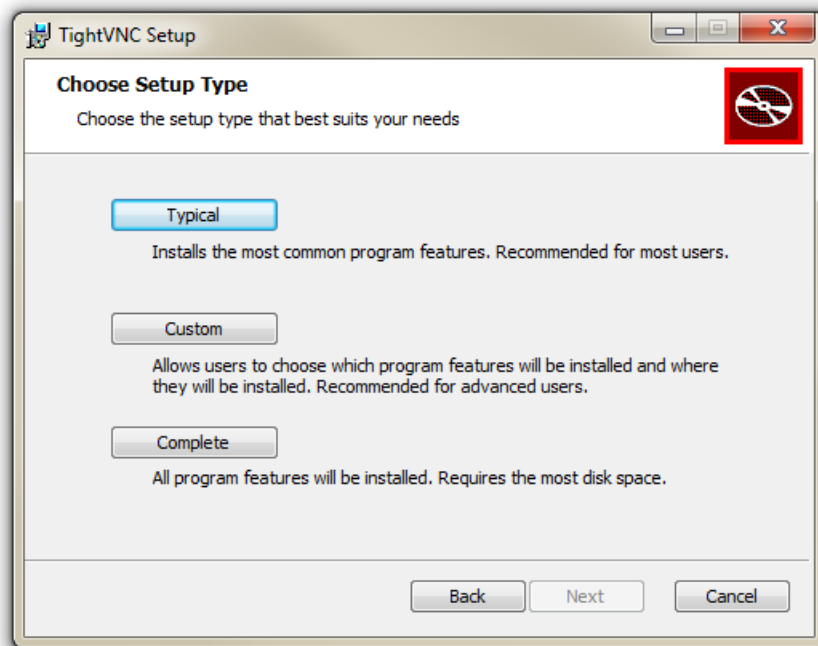 TightVNC Setup
Choose Setup Type
Choose the setup type that best suits your needs
Typical
Installs the most common program features. Recommended for most users.
Custom
Allows users to choose which program features will be installed and where
they will be installed. Recommended for advanced users.
Complete
All program features will be installed. Requires the most disk space.
Back Next Cancel